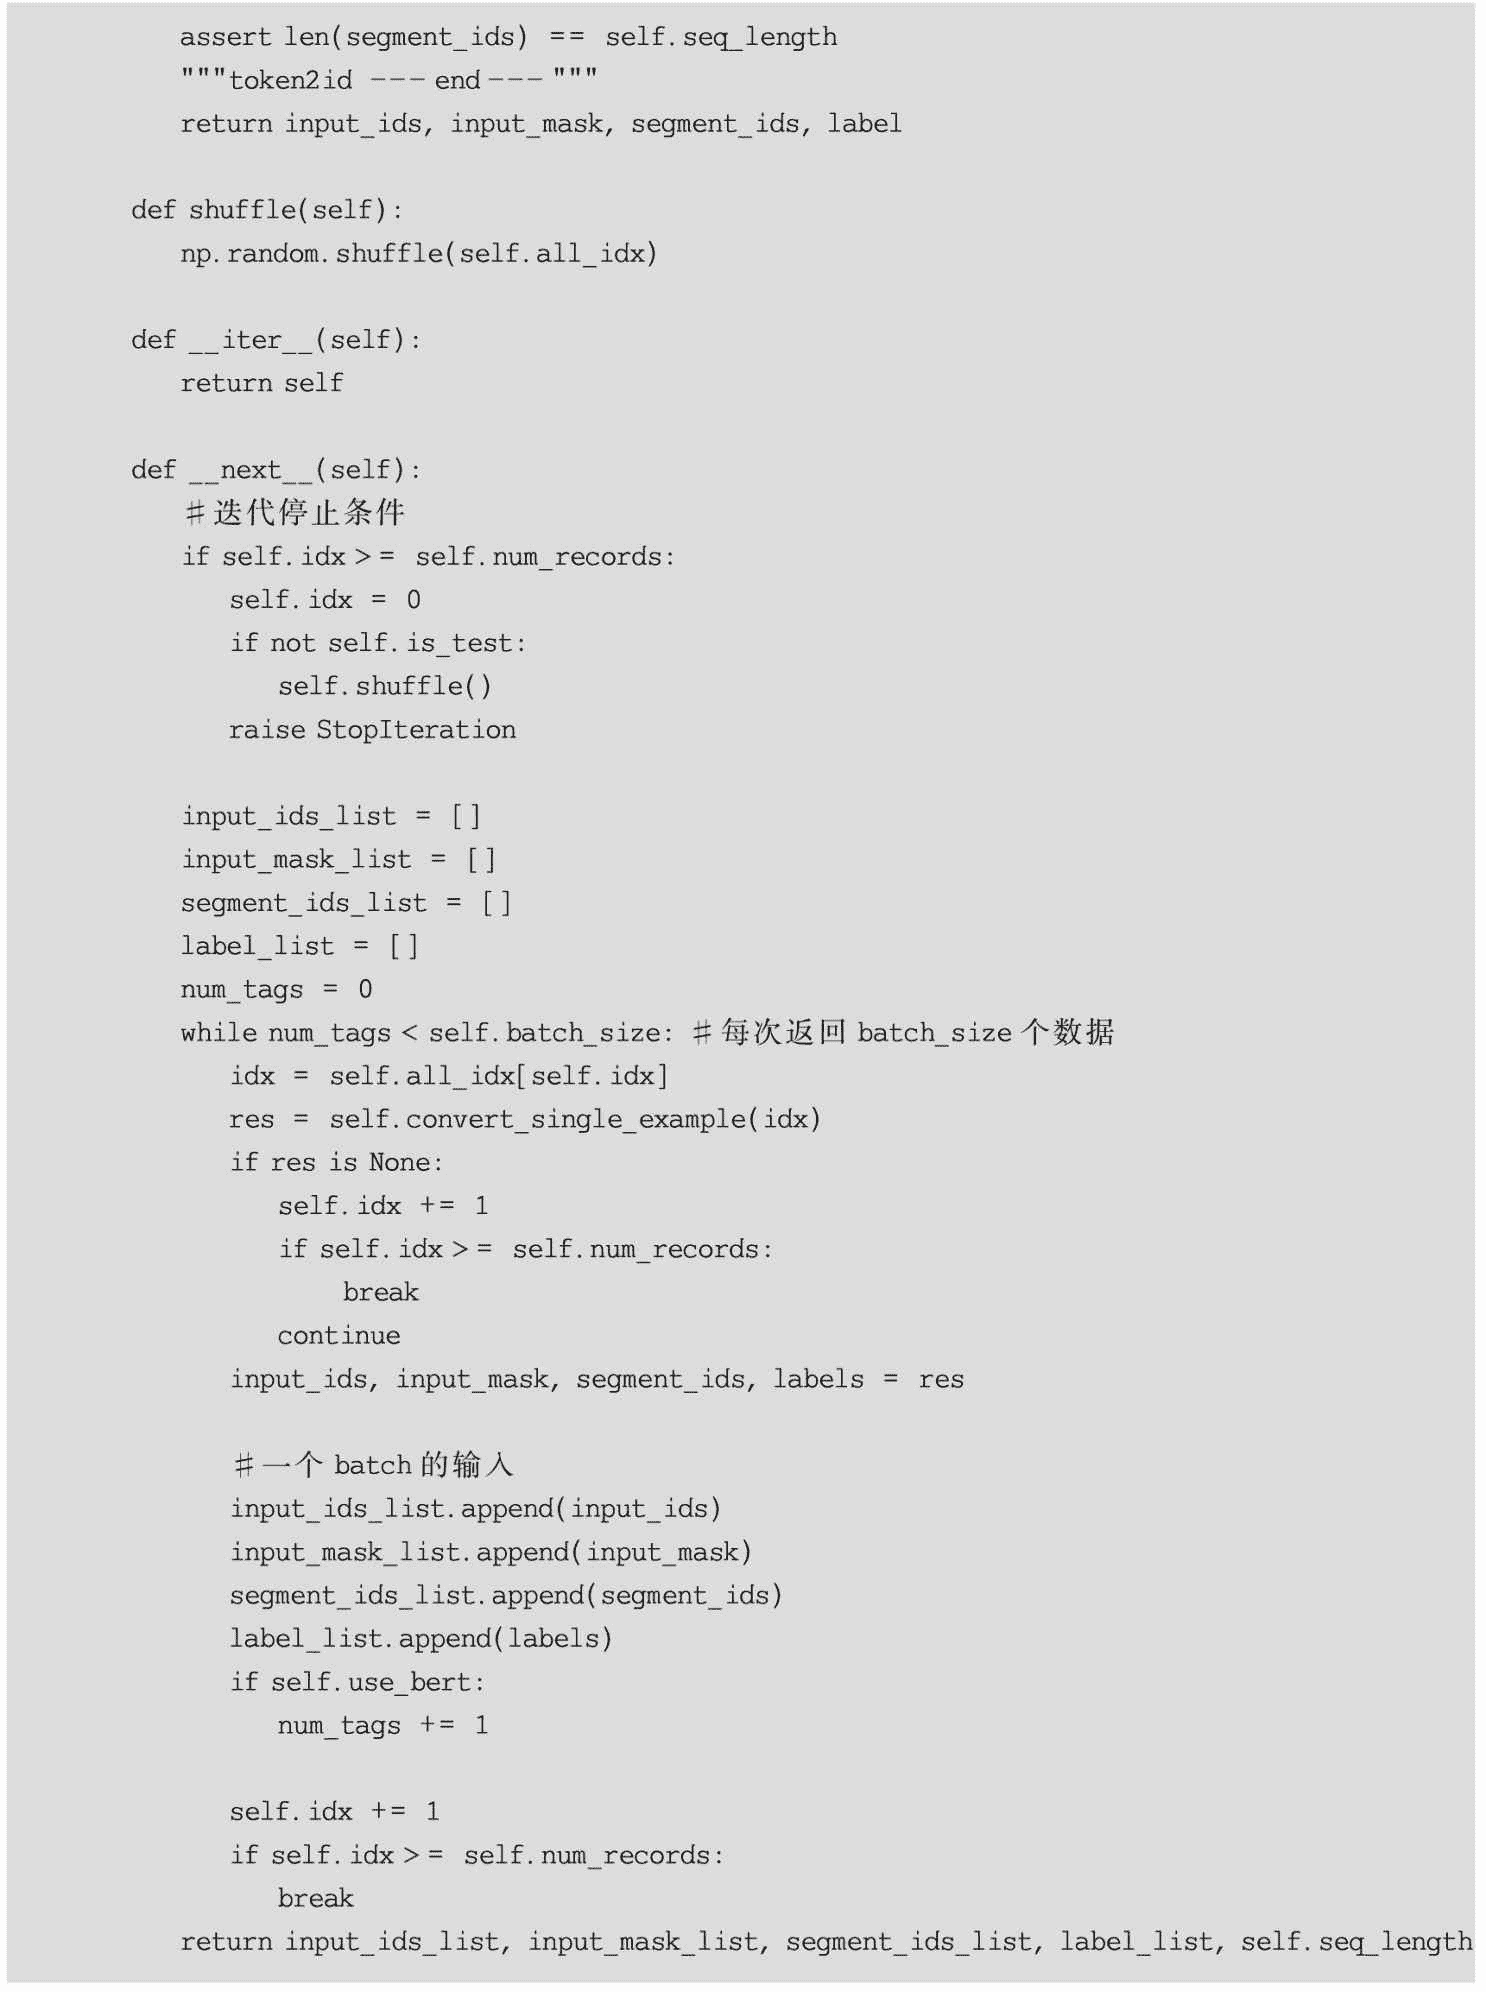 assert len(segment_ids) == self.seq_length
"""token2id ---end---"""
return input_ids, input_mask, segment_ids, label
def shuffle(self):
np.random.shuffle(self.all_idx)
def __iter__(self):
return self
def __next__(self):
#迭代停止条件
if self.idx >= self.num_records:
self.idx = 0
if not self.is_test:
self.shuffle()
raise StopIteration
input_ids_list = []
input_mask_list = []
segment_ids_list = []
label_list = []
num_tags = 0
while num_tags < self.batch_size: #每次返回 batch_size 个数据
idx = self.all_idx[self.idx]
res = self.convert_single_example(idx)
if res is None:
self.idx += 1
if self.idx >= self.num_records:
break
continue
input_ids, input_mask, segment_ids, labels = res
#一个 batch 的输入
input_ids_list.append(input_ids)
input_mask_list.append(input_mask)
segment_ids_list.append(segment_ids)
label_list.append(labels)
if self.use_bert:
num_tags += 1
self.idx += 1
if self.idx >= self.num_records:
break
return input_ids_list, input_mask_list, segment_ids_list, label_list, self.seq_length